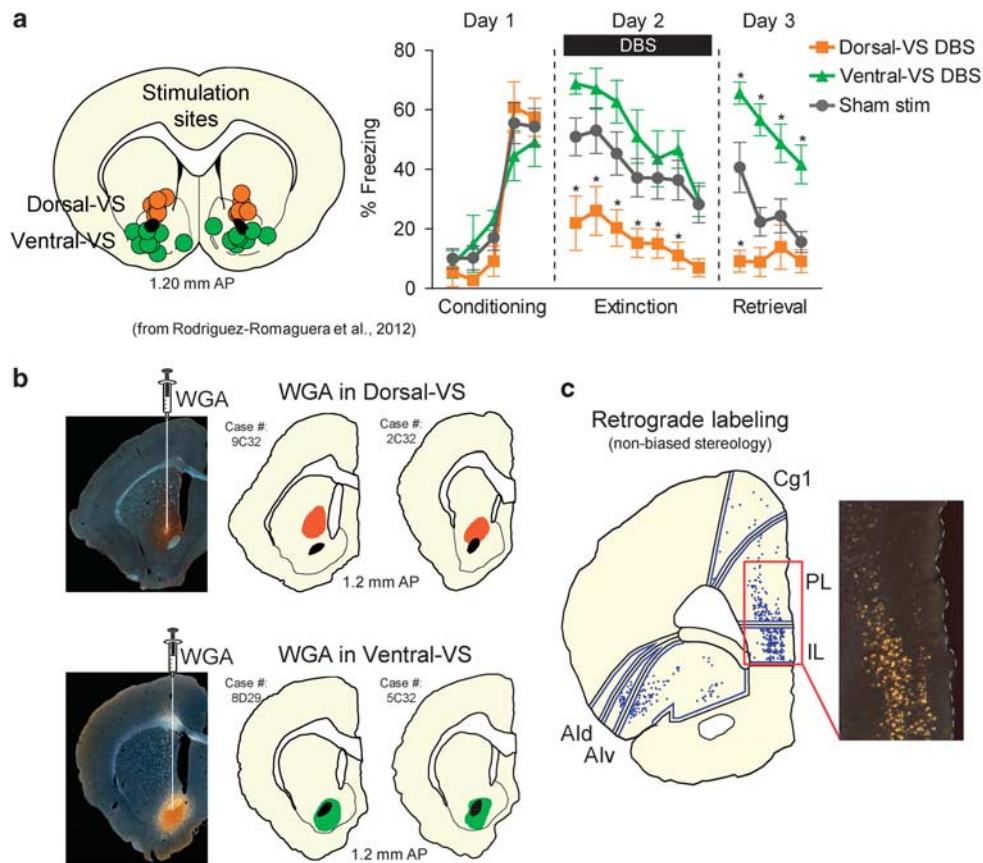 a
Stimulation
sites
Dorsal-VS
Ventral-VS
1.20 mm AP
(from Rodriguez-Romaguera et al., 2012)
Day 1
Day 2
Day 3
DBS
Dorsal-VS DBS
Ventral-VS DBS
Sham stim
% Freezing
80
60
40
20
0
* * * * * *
* * * *
*
Conditioning
Extinction
Retrieval
b
WGA
WGA in Dorsal-VS
Case #:
9C32
Case #:
2C32
1.2 mm AP
WGA
WGA in Ventral-VS
Case #:
8D29
Case #:
5C32
1.2 mm AP
c
Retrograde labeling
(non-biased stereology)
Cg1
PL
IL
AId
AIv